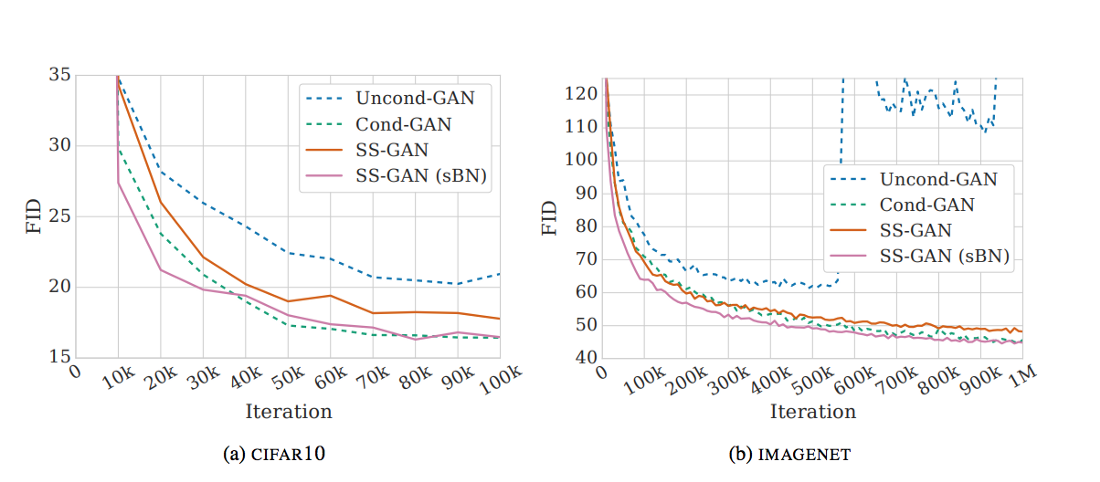 35
30
25
20
15
FID
0
10k
20k
30k
40k
50k
60k
70k
80k
90k
100k
Iteration
Uncond-GAN
Cond-GAN
SS-GAN
SS-GAN (sBN)
(a) CIFAR10
120
110
100
90
80
70
60
50
40
FID
0
100k
200k
300k
400k
500k
600k
700k
800k
900k
1M
Iteration
Uncond-GAN
Cond-GAN
SS-GAN
SS-GAN (sBN)
(b) IMAGENET